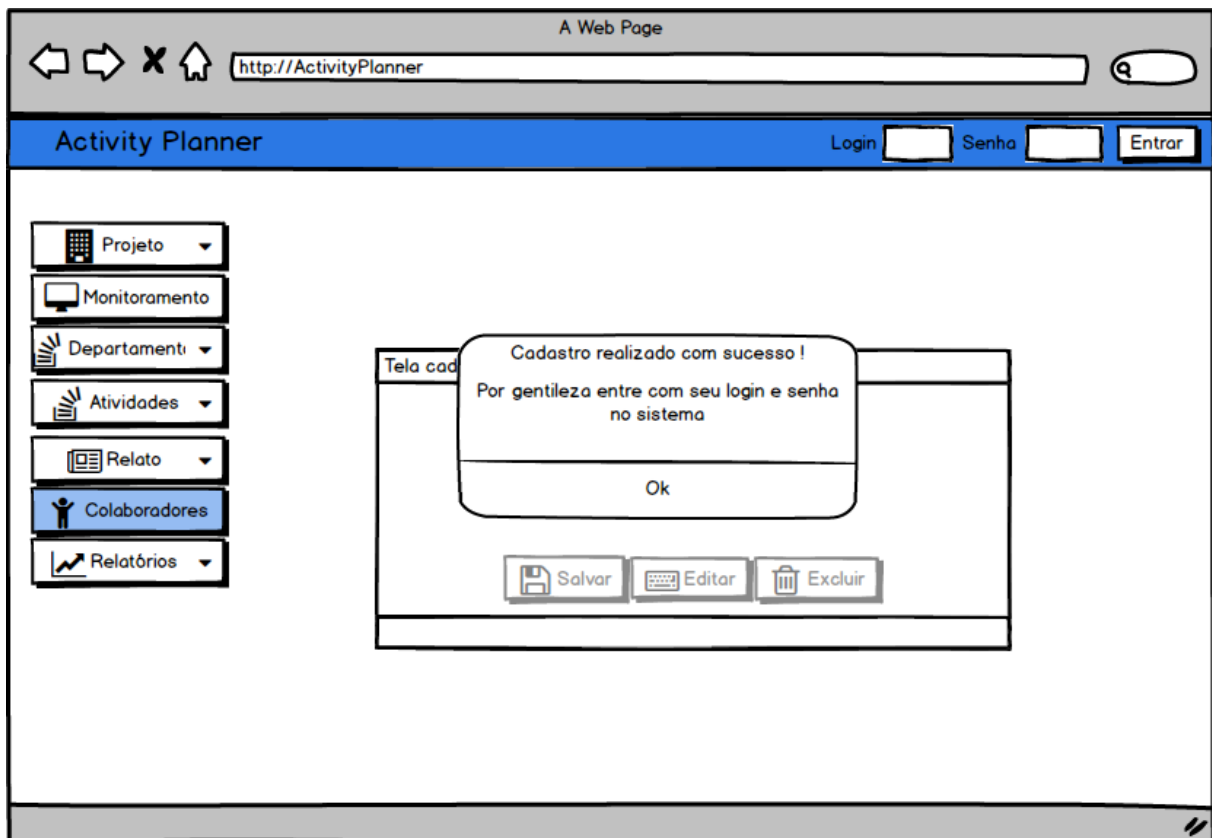 A Web Page
http://ActivityPlanner
Activity Planner
Login
Senha
Entrar
Projeto
Monitoramento
Departament
Atividades
Relato
Colaboradores
Relatórios
Tela cad
Cadastro realizado com sucesso !
Por gentileza entre com seu login e senha
no sistema
Ok
Salvar
Editar
Excluir